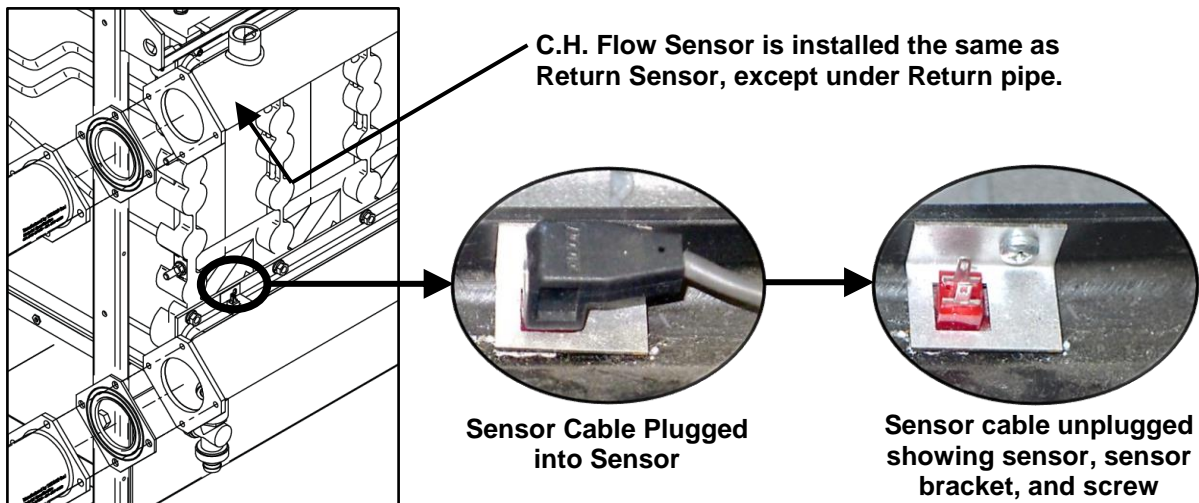 C.H. Flow Sensor is installed the same as
Return Sensor, except under Return pipe.
Sensor Cable Plugged
into Sensor
Sensor cable unplugged
showing sensor, sensor
bracket, and screw